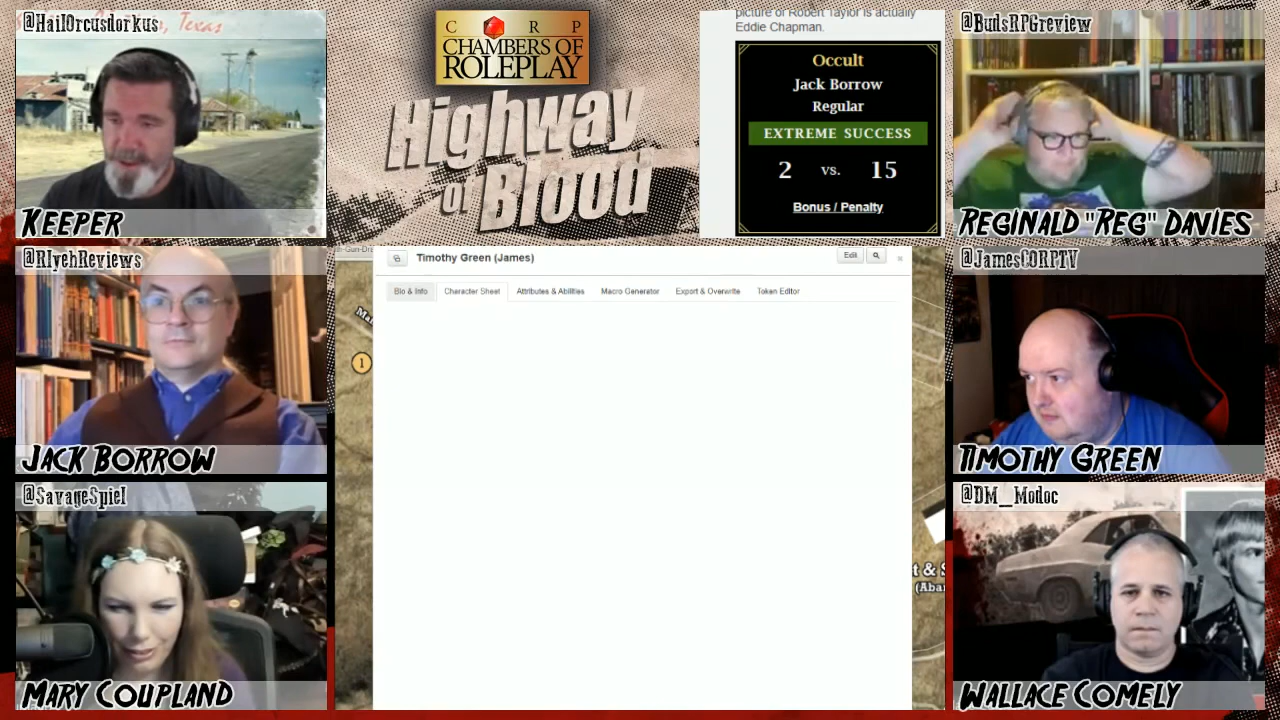 @HailOrcusdorkus
Texas
KEEPER
C R P
CHAMBERS OF
ROLEPLAY
Highway
of Blood
picture of Robert Taylor is actually
Eddie Chapman.
Occult
Jack Borrow
Regular
EXTREME SUCCESS
2 vs. 15
Bonus / Penalty
@BudsRPGreview
REGINALD "REG" DAVIES
@RlyehReviews
JACK BORROW
Timothy Green (James)
Edit
Bio & Info
Character Sheet
Attributes & Abilities
Macro Generator
Export & Overwrite
Token Editor
1
@JamesCORPTV
TIMOTHY GREEN
@SavageSpiel
MARY COUPLAND
@DM_Modoc
WALLACE COMELY